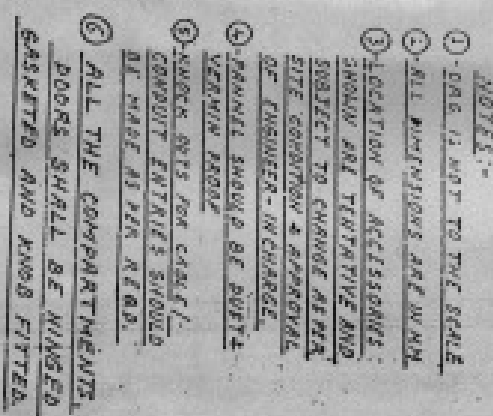 NOTES:-
① - DRG. IS NOT TO THE SCALE
② - ALL DIMENSIONS ARE IN MM.
③ - LOCATION OF ACCESSORIES:
SHOWN ARE TENTATIVE AND
SUBJECT TO CHANGE AS PER
SITE CONDITION & APPROVAL
OF ENGINEER-INCHARGE
④ - PANNEL SHOULD BE DUST &
VERMIN PROOF
⑤ - KNOCK OUTS FOR CABLE/
CONDUIT ENTRIES SHOULD
BE MADE AS PER REQD.
⑥ ALL THE COMPARTMENTS,
DOORS SHALL BE HINGED
GASKETED AND KNOB FITTED.